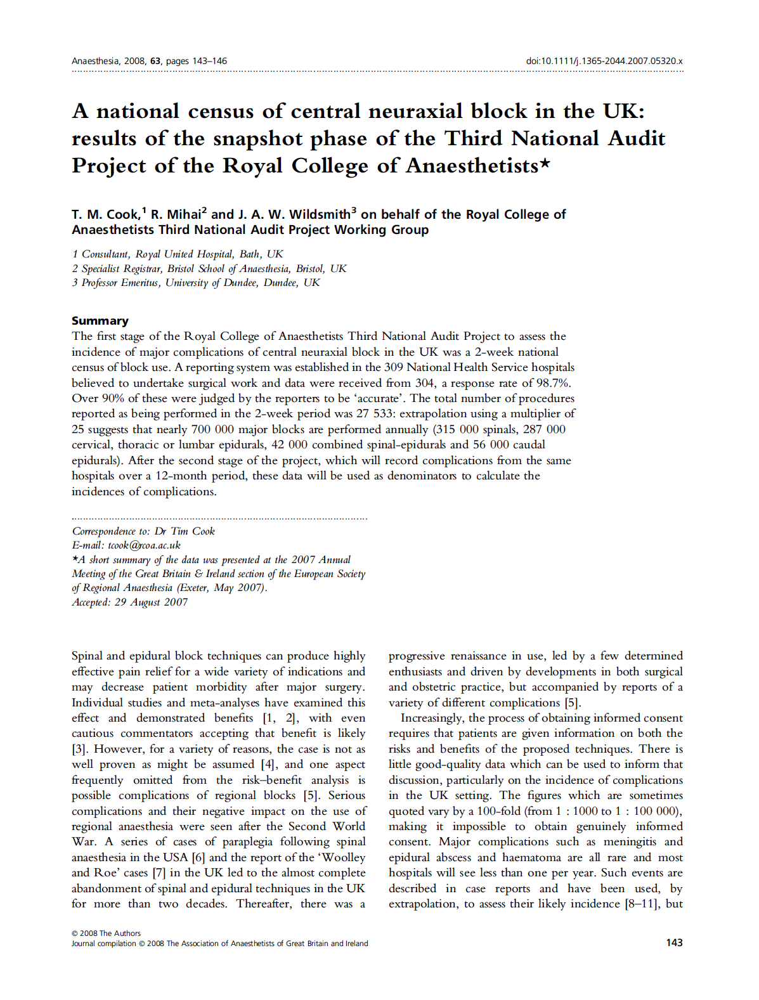 Anaesthesia, 2008, 63, pages 143–146
doi:10.1111/j.1365-2044.2007.05320.x
A national census of central neuraxial block in the UK:
results of the snapshot phase of the Third National Audit
Project of the Royal College of Anaesthetists*
T. M. Cook,1 R. Mihai2 and J. A. W. Wildsmith3 on behalf of the Royal College of
Anaesthetists Third National Audit Project Working Group
1 Consultant, Royal United Hospital, Bath, UK
2 Specialist Registrar, Bristol School of Anaesthesia, Bristol, UK
3 Professor Emeritus, University of Dundee, Dundee, UK
Summary
The first stage of the Royal College of Anaesthetists Third National Audit Project to assess the
incidence of major complications of central neuraxial block in the UK was a 2-week national
census of block use. A reporting system was established in the 309 National Health Service hospitals
believed to undertake surgical work and data were received from 304, a response rate of 98.7%.
Over 90% of these were judged by the reporters to be ‘accurate’. The total number of procedures
reported as being performed in the 2-week period was 27 533: extrapolation using a multiplier of
25 suggests that nearly 700 000 major blocks are performed annually (315 000 spinals, 287 000
cervical, thoracic or lumbar epidurals, 42 000 combined spinal-epidurals and 56 000 caudal
epidurals). After the second stage of the project, which will record complications from the same
hospitals over a 12-month period, these data will be used as denominators to calculate the
incidences of complications.
Correspondence to: Dr Tim Cook
E-mail: tcook@rcoa.ac.uk
*A short summary of the data was presented at the 2007 Annual
Meeting of the Great Britain & Ireland section of the European Society
of Regional Anaesthesia (Exeter, May 2007).
Accepted: 29 August 2007
Spinal and epidural block techniques can produce highly
effective pain relief for a wide variety of indications and
may decrease patient morbidity after major surgery.
Individual studies and meta-analyses have examined this
effect and demonstrated benefits [1, 2], with even
cautious commentators accepting that benefit is likely
[3]. However, for a variety of reasons, the case is not as
well proven as might be assumed [4], and one aspect
frequently omitted from the risk–benefit analysis is
possible complications of regional blocks [5]. Serious
complications and their negative impact on the use of
regional anaesthesia were seen after the Second World
War. A series of cases of paraplegia following spinal
anaesthesia in the USA [6] and the report of the ‘Woolley
and Roe’ cases [7] in the UK led to the almost complete
abandonment of spinal and epidural techniques in the UK
for more than two decades. Thereafter, there was a
progressive renaissance in use, led by a few determined
enthusiasts and driven by developments in both surgical
and obstetric practice, but accompanied by reports of a
variety of different complications [5].
Increasingly, the process of obtaining informed consent
requires that patients are given information on both the
risks and benefits of the proposed techniques. There is
little good-quality data which can be used to inform that
discussion, particularly on the incidence of complications
in the UK setting. The figures which are sometimes
quoted vary by a 100-fold (from 1 : 1000 to 1 : 100 000),
making it impossible to obtain genuinely informed
consent. Major complications such as meningitis and
epidural abscess and haematoma are all rare and most
hospitals will see less than one per year. Such events are
described in case reports and have been used, by
extrapolation, to assess their likely incidence [8–11], but
© 2008 The Authors
Journal compilation © 2008 The Association of Anaesthetists of Great Britain and Ireland
143